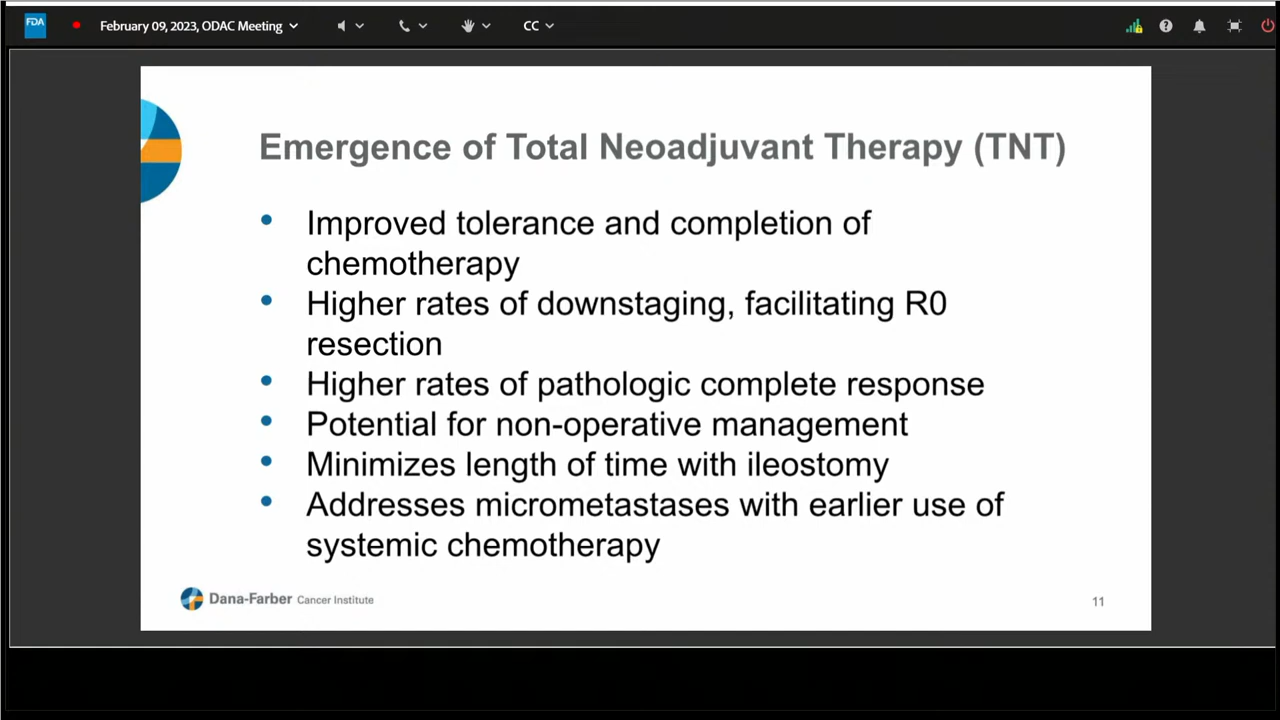 FDA
February 09, 2023, ODAC Meeting
CC
Emergence of Total Neoadjuvant Therapy (TNT)
• Improved tolerance and completion of
chemotherapy
• Higher rates of downstaging, facilitating R0
resection
• Higher rates of pathologic complete response
• Potential for non-operative management
• Minimizes length of time with ileostomy
• Addresses micrometastases with earlier use of
systemic chemotherapy
Dana-Farber Cancer Institute
11